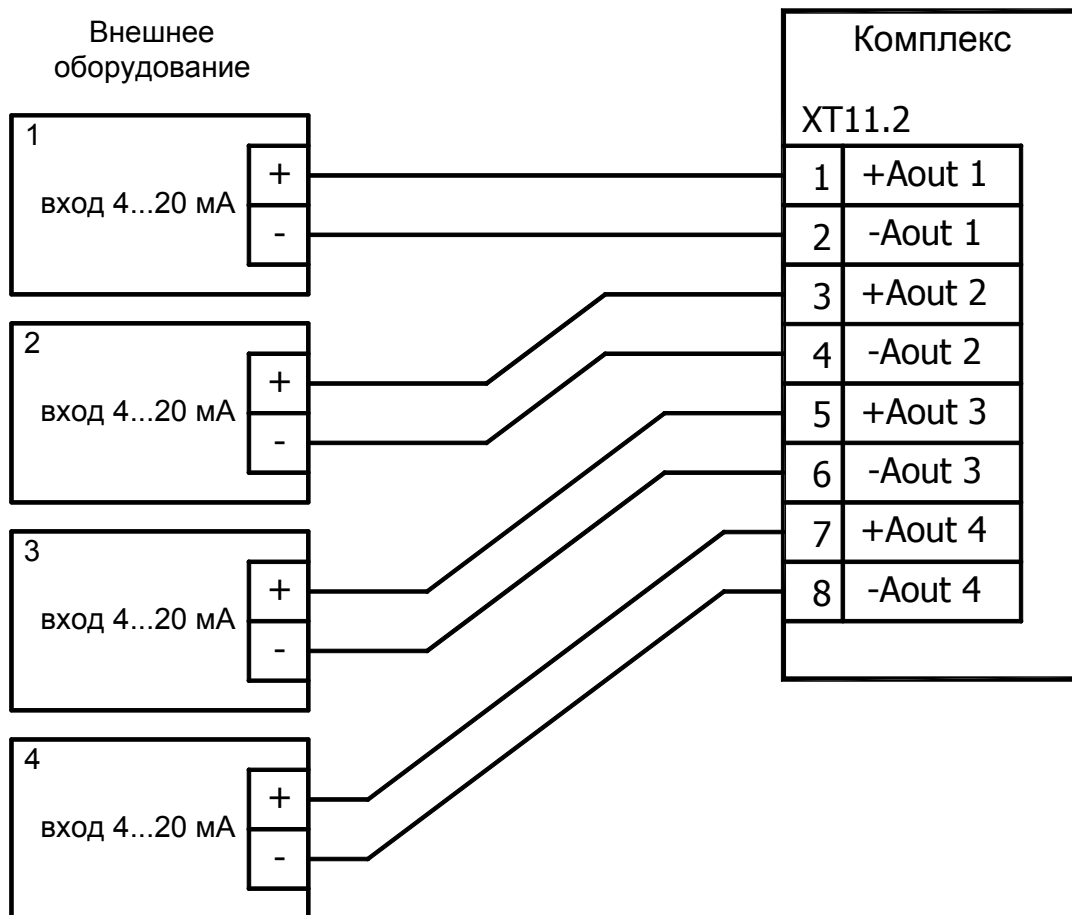 Внешнее
оборудование
1
+
вход 4...20 мА
-
2
+
вход 4...20 мА
-
3
+
вход 4...20 мА
-
4
+
вход 4...20 мА
-
Комплекс
XT11.2
1 +Aout 1
2 -Aout 1
3 +Aout 2
4 -Aout 2
5 +Aout 3
6 -Aout 3
7 +Aout 4
8 -Aout 4